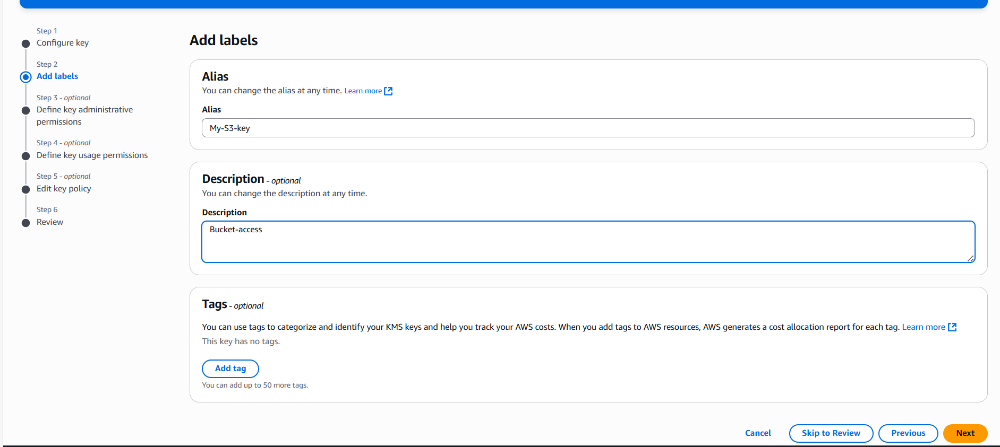 Step 1
Configure key
Step 2
Add labels
Step 3 - optional
Define key administrative
permissions
Step 4 - optional
Define key usage permissions
Step 5 - optional
Edit key policy
Step 6
Review
Add labels
Alias
You can change the alias at any time. Learn more
Alias
My-S3-key
Description - optional
You can change the description at any time.
Description
Bucket-access
Tags - optional
You can use tags to categorize and identify your KMS keys and help you track your AWS costs. When you add tags to AWS resources, AWS generates a cost allocation report for each tag. Learn more
This key has no tags.
Add tag
You can add up to 50 more tags.
Cancel Skip to Review Previous Next